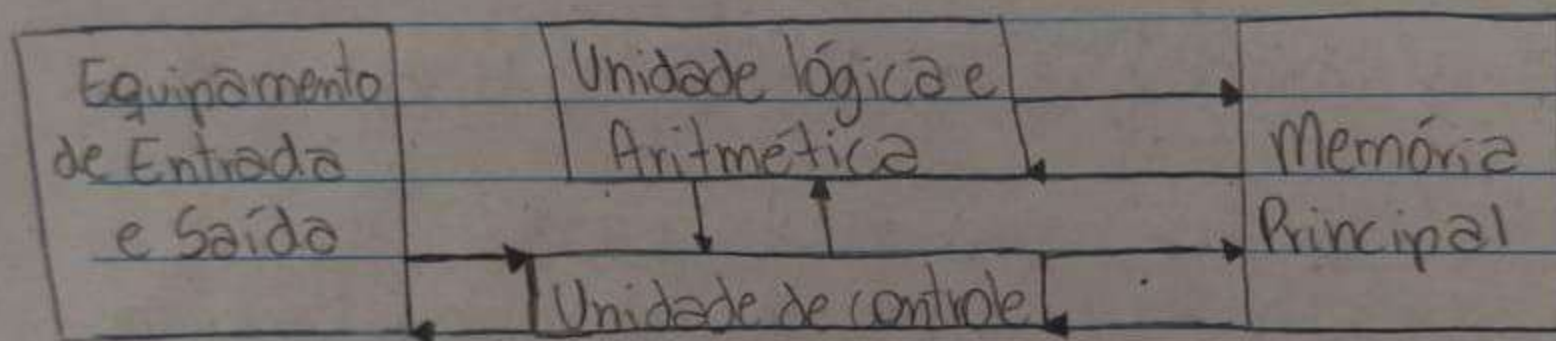 Equipamento
de Entrada
e Saída
Unidade lógica e
Aritmética
Unidade de controle
Memória
Principal